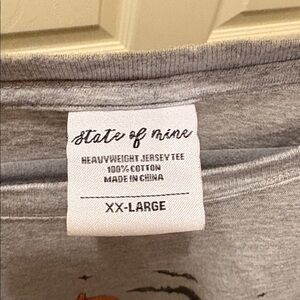 state of mine
HEAVYWEIGHT JERSEY TEE
100% COTTON
MADE IN CHINA
XX-LARGE